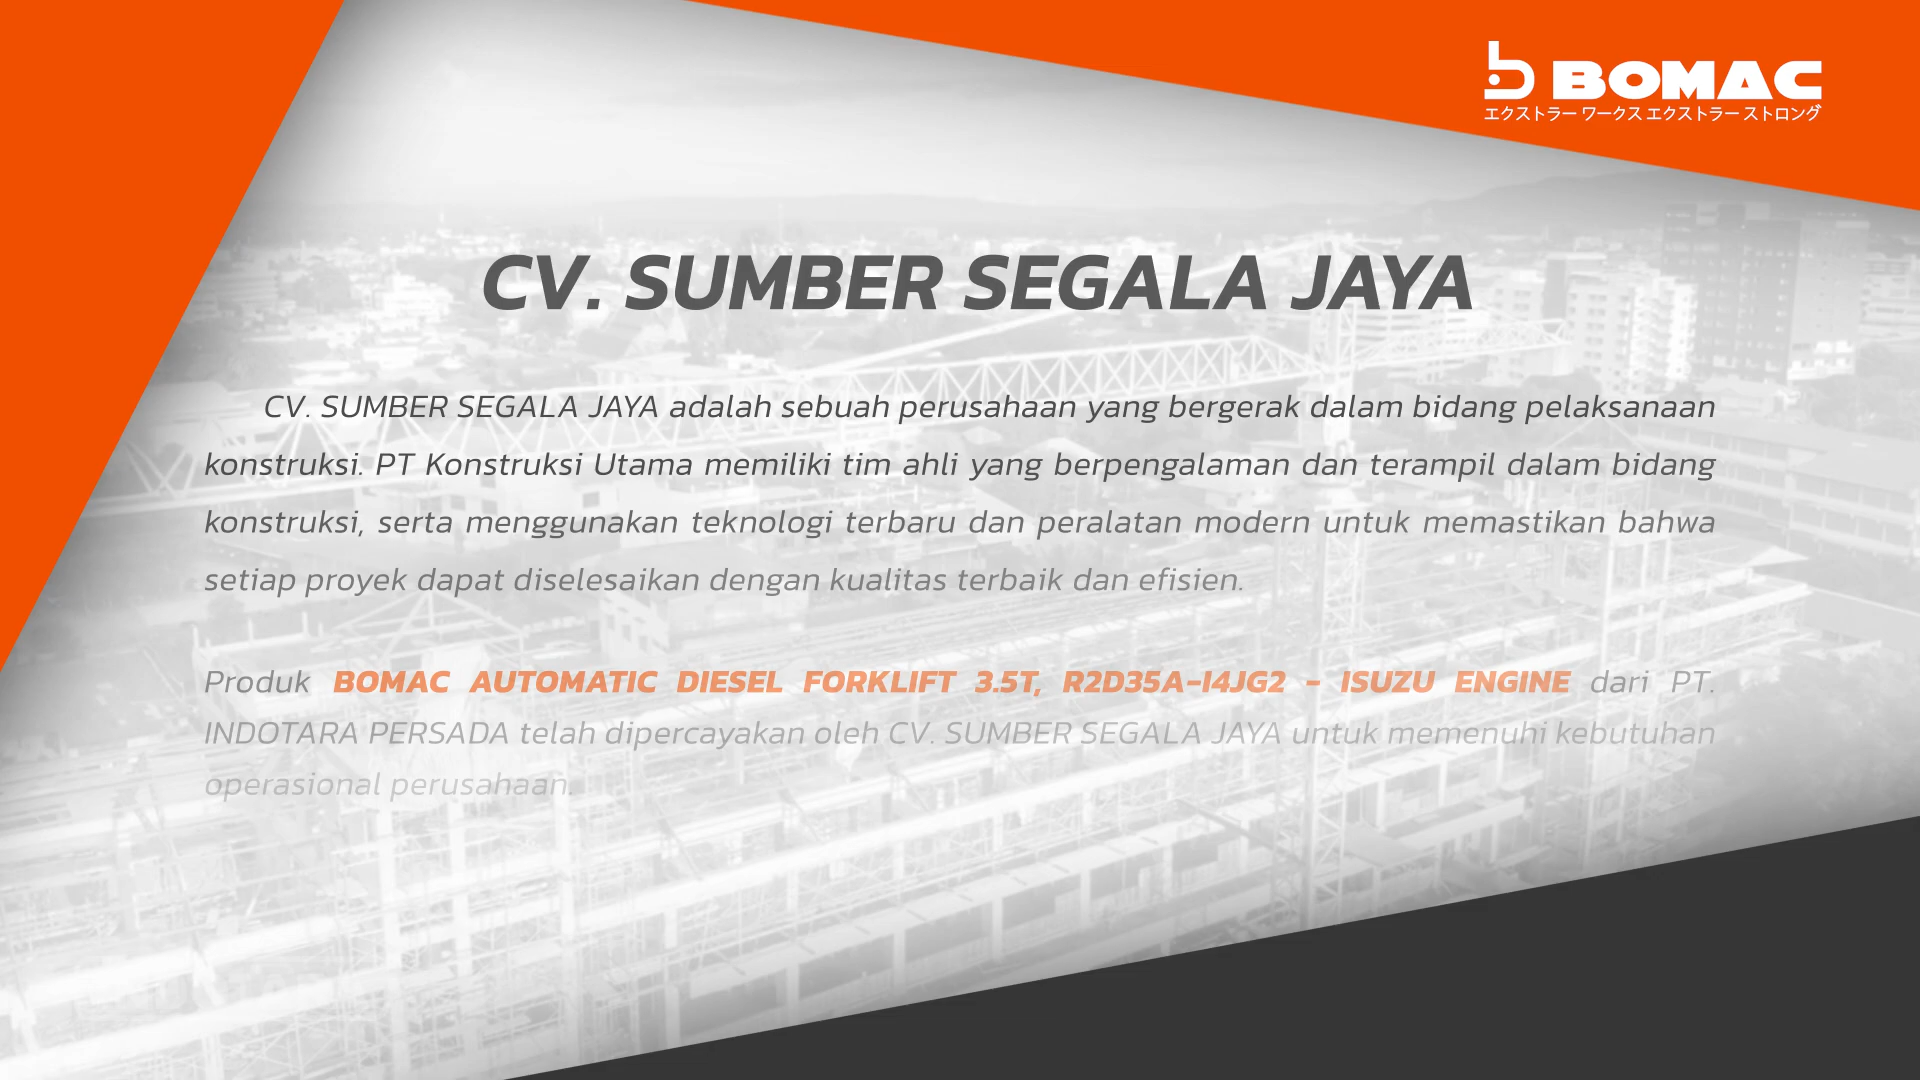 BOMAC
エクストラー ワークス エクストラー ストロング
CV. SUMBER SEGALA JAYA
CV. SUMBER SEGALA JAYA adalah sebuah perusahaan yang bergerak dalam bidang pelaksanaan
konstruksi. PT Konstruksi Utama memiliki tim ahli yang berpengalaman dan terampil dalam bidang
konstruksi, serta menggunakan teknologi terbaru dan peralatan modern untuk memastikan bahwa
setiap proyek dapat diselesaikan dengan kualitas terbaik dan efisien.
Produk BOMAC AUTOMATIC DIESEL FORKLIFT 3.5T, R2D35A-I4JG2 - ISUZU ENGINE dari PT.
INDOTARA PERSADA telah dipercayakan oleh CV. SUMBER SEGALA JAYA untuk memenuhi kebutuhan
operasional perusahaan.